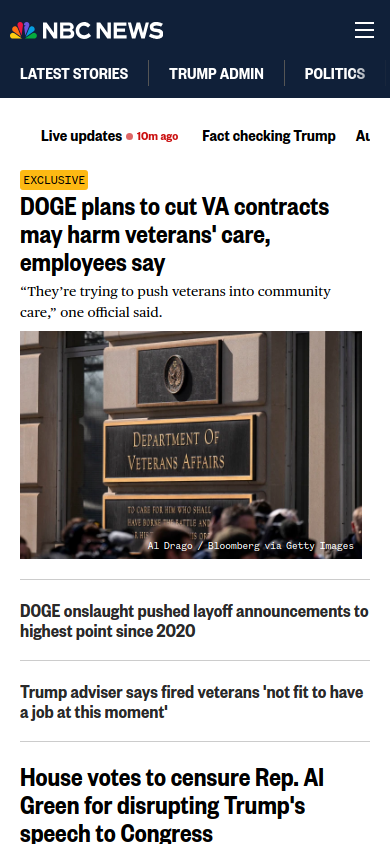 NBC NEWS
LATEST STORIES
TRUMP ADMIN
POLITICS
Live updates
10m ago
Fact checking Trump
Au
EXCLUSIVE
DOGE plans to cut VA contracts
may harm veterans' care,
employees say
“They’re trying to push veterans into community
care,” one official said.
DEPARTMENT OF
VETERANS AFFAIRS
TO CARE FOR HIM WHO SHALL
HAVE BORNE THE BATTLE AND
Al Drago / Bloomberg via Getty Images
DOGE onslaught pushed layoff announcements to
highest point since 2020
Trump adviser says fired veterans 'not fit to have
a job at this moment'
House votes to censure Rep. Al
Green for disrupting Trump's
speech to Congress